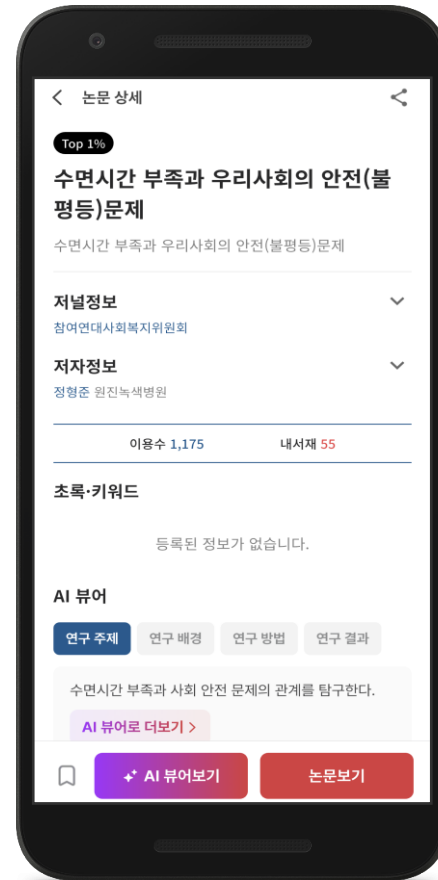 논문 상세
Top 1%
수면시간 부족과 우리사회의 안전(불
평등)문제
수면시간 부족과 우리사회의 안전(불평등)문제
저널정보
참여연대사회복지위원회
저자정보
정형준 원진녹색병원
이용수 1,175 내서재 55
초록·키워드
등록된 정보가 없습니다.
AI 뷰어
연구 주제 연구 배경 연구 방법 연구 결과
수면시간 부족과 사회 안전 문제의 관계를 탐구한다.
AI 뷰어로 더보기 >
AI 뷰어보기 논문보기